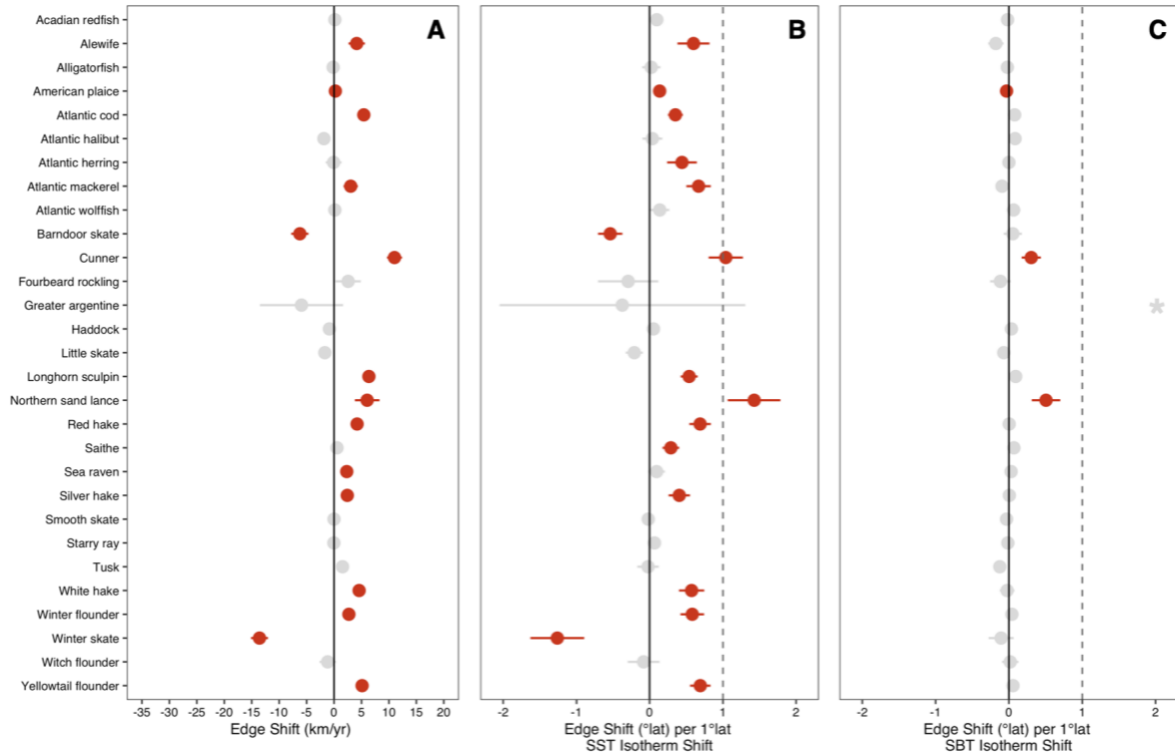 A
B
C
Acadian redfish
Alewife
Alligatorfish
American plaice
Atlantic cod
Atlantic halibut
Atlantic herring
Atlantic mackerel
Atlantic wolffish
Barndoor skate
Cunner
Fourbeard rockling
Greater argentine
*
Haddock
Little skate
Longhorn sculpin
Northern sand lance
Red hake
Saithe
Sea raven
Silver hake
Smooth skate
Starry ray
Tusk
White hake
Winter flounder
Winter skate
Witch flounder
Yellowtail flounder
-35 -30 -25 -20 -15 -10 -5 0 5 10 15 20
Edge Shift (km/yr)
-2 -1 0 1 2
Edge Shift (°lat) per 1°lat
SST Isotherm Shift
-2 -1 0 1 2
Edge Shift (°lat) per 1°lat
SBT Isotherm Shift